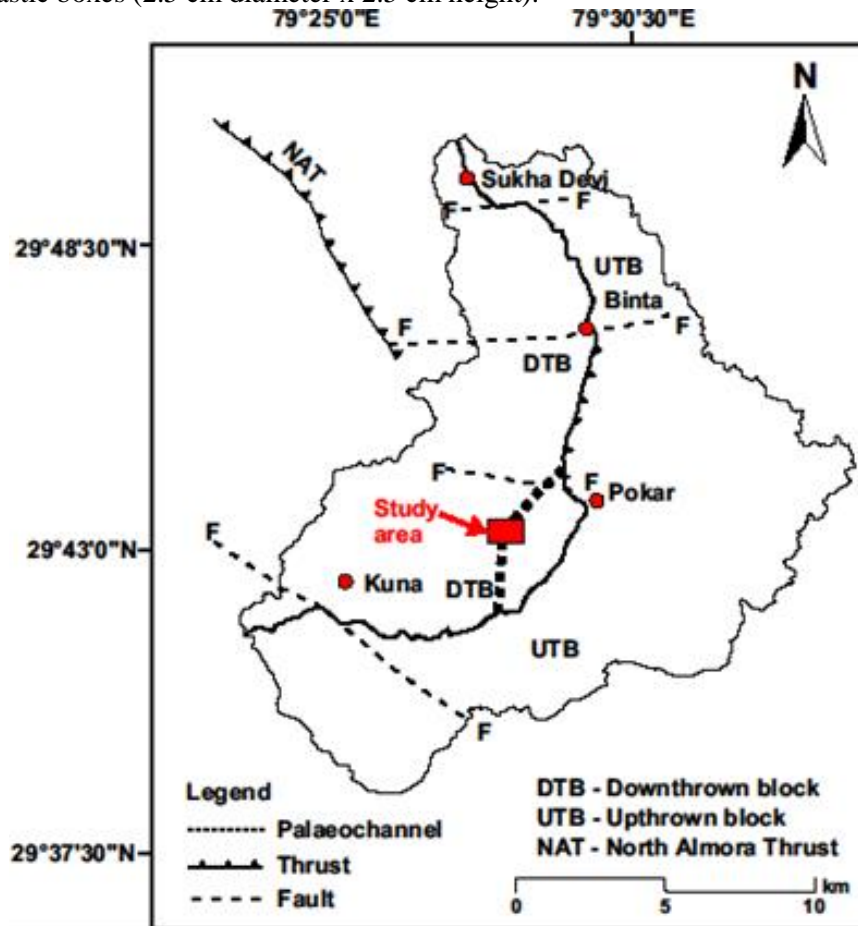 79°25'0"E 79°30'30"E
N
NAT
Sukha Devi
F F
29°48'30"N
UTB
Binta
F F
DTB
F F
Pokar
Study
area
F
29°43'0"N
Kuna
DTB
UTB
F
Legend
Palaeochannel
Thrust
Fault
DTB - Downthrown block
UTB - Upthrown block
NAT - North Almora Thrust
29°37'30"N
km
0 5 10